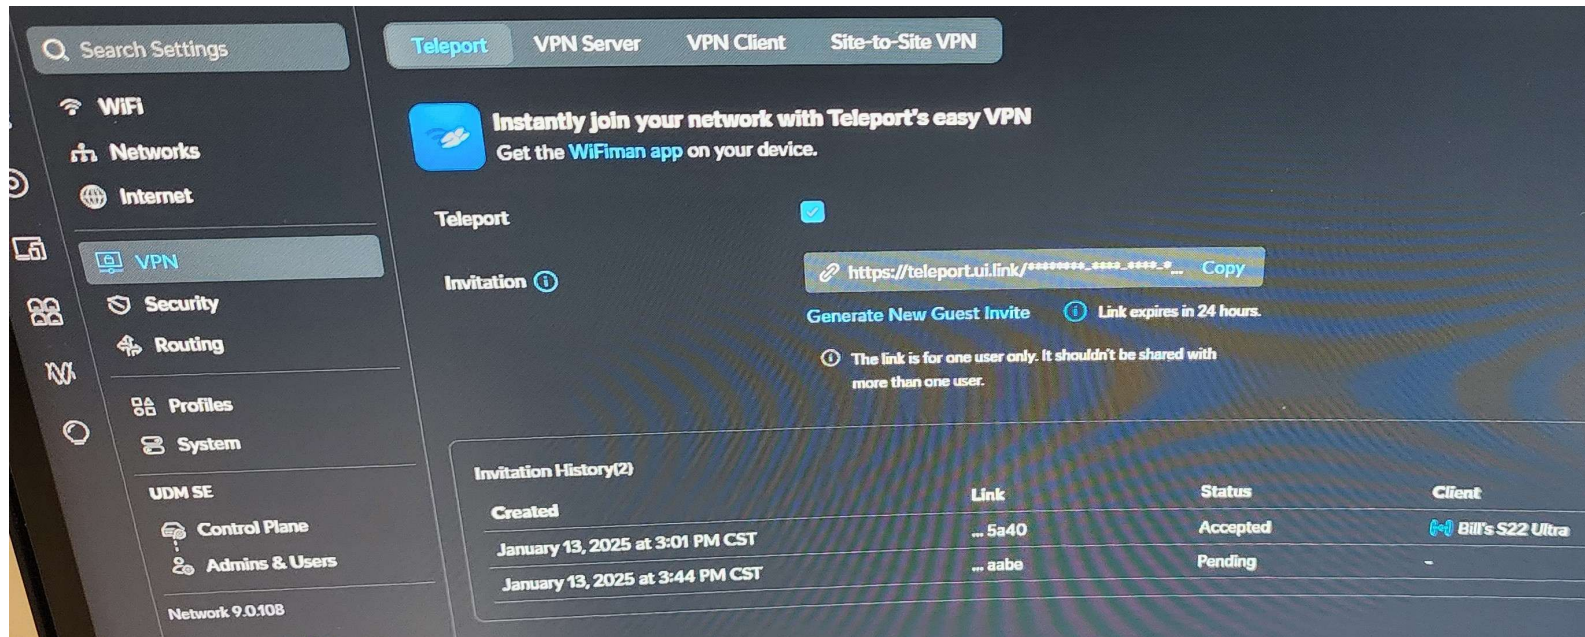 Search Settings
WiFi
Networks
Internet
VPN
Security
Routing
Profiles
System
UDM SE
Control Plane
Admins & Users
Network 9.0.108
Teleport VPN Server VPN Client Site-to-Site VPN
Instantly join your network with Teleport's easy VPN
Get the WiFiman app on your device.
Teleport
Invitation
https://teleport.ui.link/********-****-****-*... Copy
Generate New Guest Invite Link expires in 24 hours.
The link is for one user only. It shouldn't be shared with
more than one user.
Invitation History(2)
Created Link Status Client
January 13, 2025 at 3:01 PM CST ... 5a40 Accepted Bill's S22 Ultra
January 13, 2025 at 3:44 PM CST ... aabe Pending -